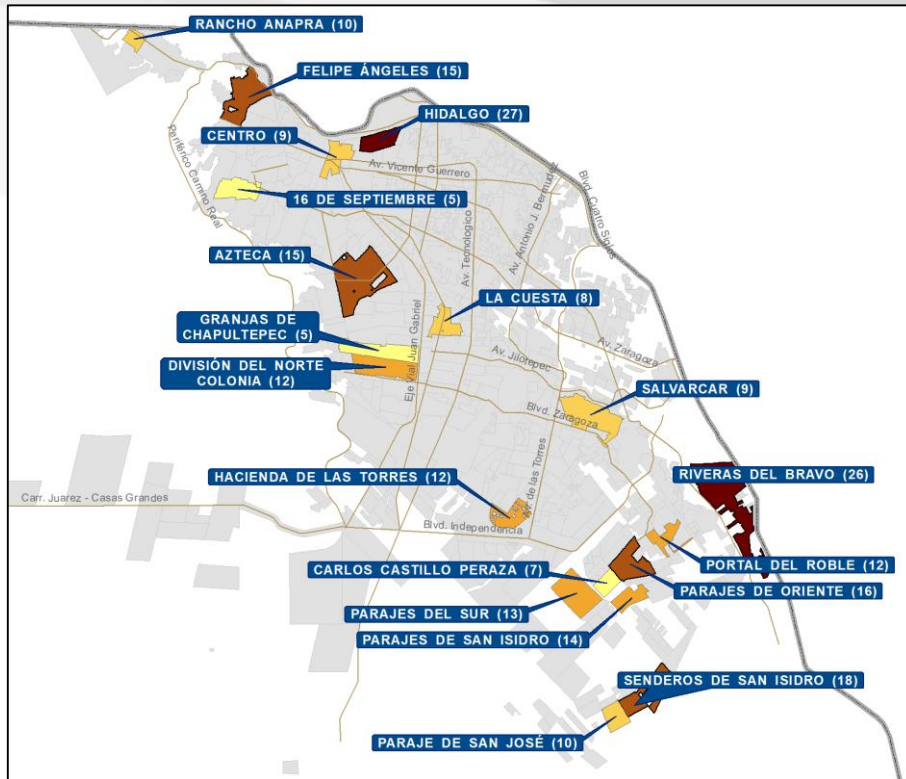 RANCHO ANAPRA (10)
FELIPE ÁNGELES (15)
HIDALGO (27)
CENTRO (9)
Av. Vicente Guerrero
Periférico Camino Real
16 DE SEPTIEMBRE (5)
Av. Antonio J. Bermudez
Blvd. Cuatro Siglos
Av. Tecnologico
AZTECA (15)
LA CUESTA (8)
GRANJAS DE
CHAPULTEPEC (5)
Eje Vial Juan Gabriel
Av. Jilotepec
Av. Zaragoza
DIVISIÓN DEL NORTE
COLONIA (12)
SALVARCAR (9)
Blvd. Zaragoza
HACIENDA DE LAS TORRES (12)
Av. de las Torres
RIVERAS DEL BRAVO (26)
Carr. Juarez - Casas Grandes
Blvd. Independencia
PORTAL DEL ROBLE (12)
CARLOS CASTILLO PERAZA (7)
PARAJES DE ORIENTE (16)
PARAJES DEL SUR (13)
PARAJES DE SAN ISIDRO (14)
SENDEROS DE SAN ISIDRO (18)
PARAJE DE SAN JOSÉ (10)